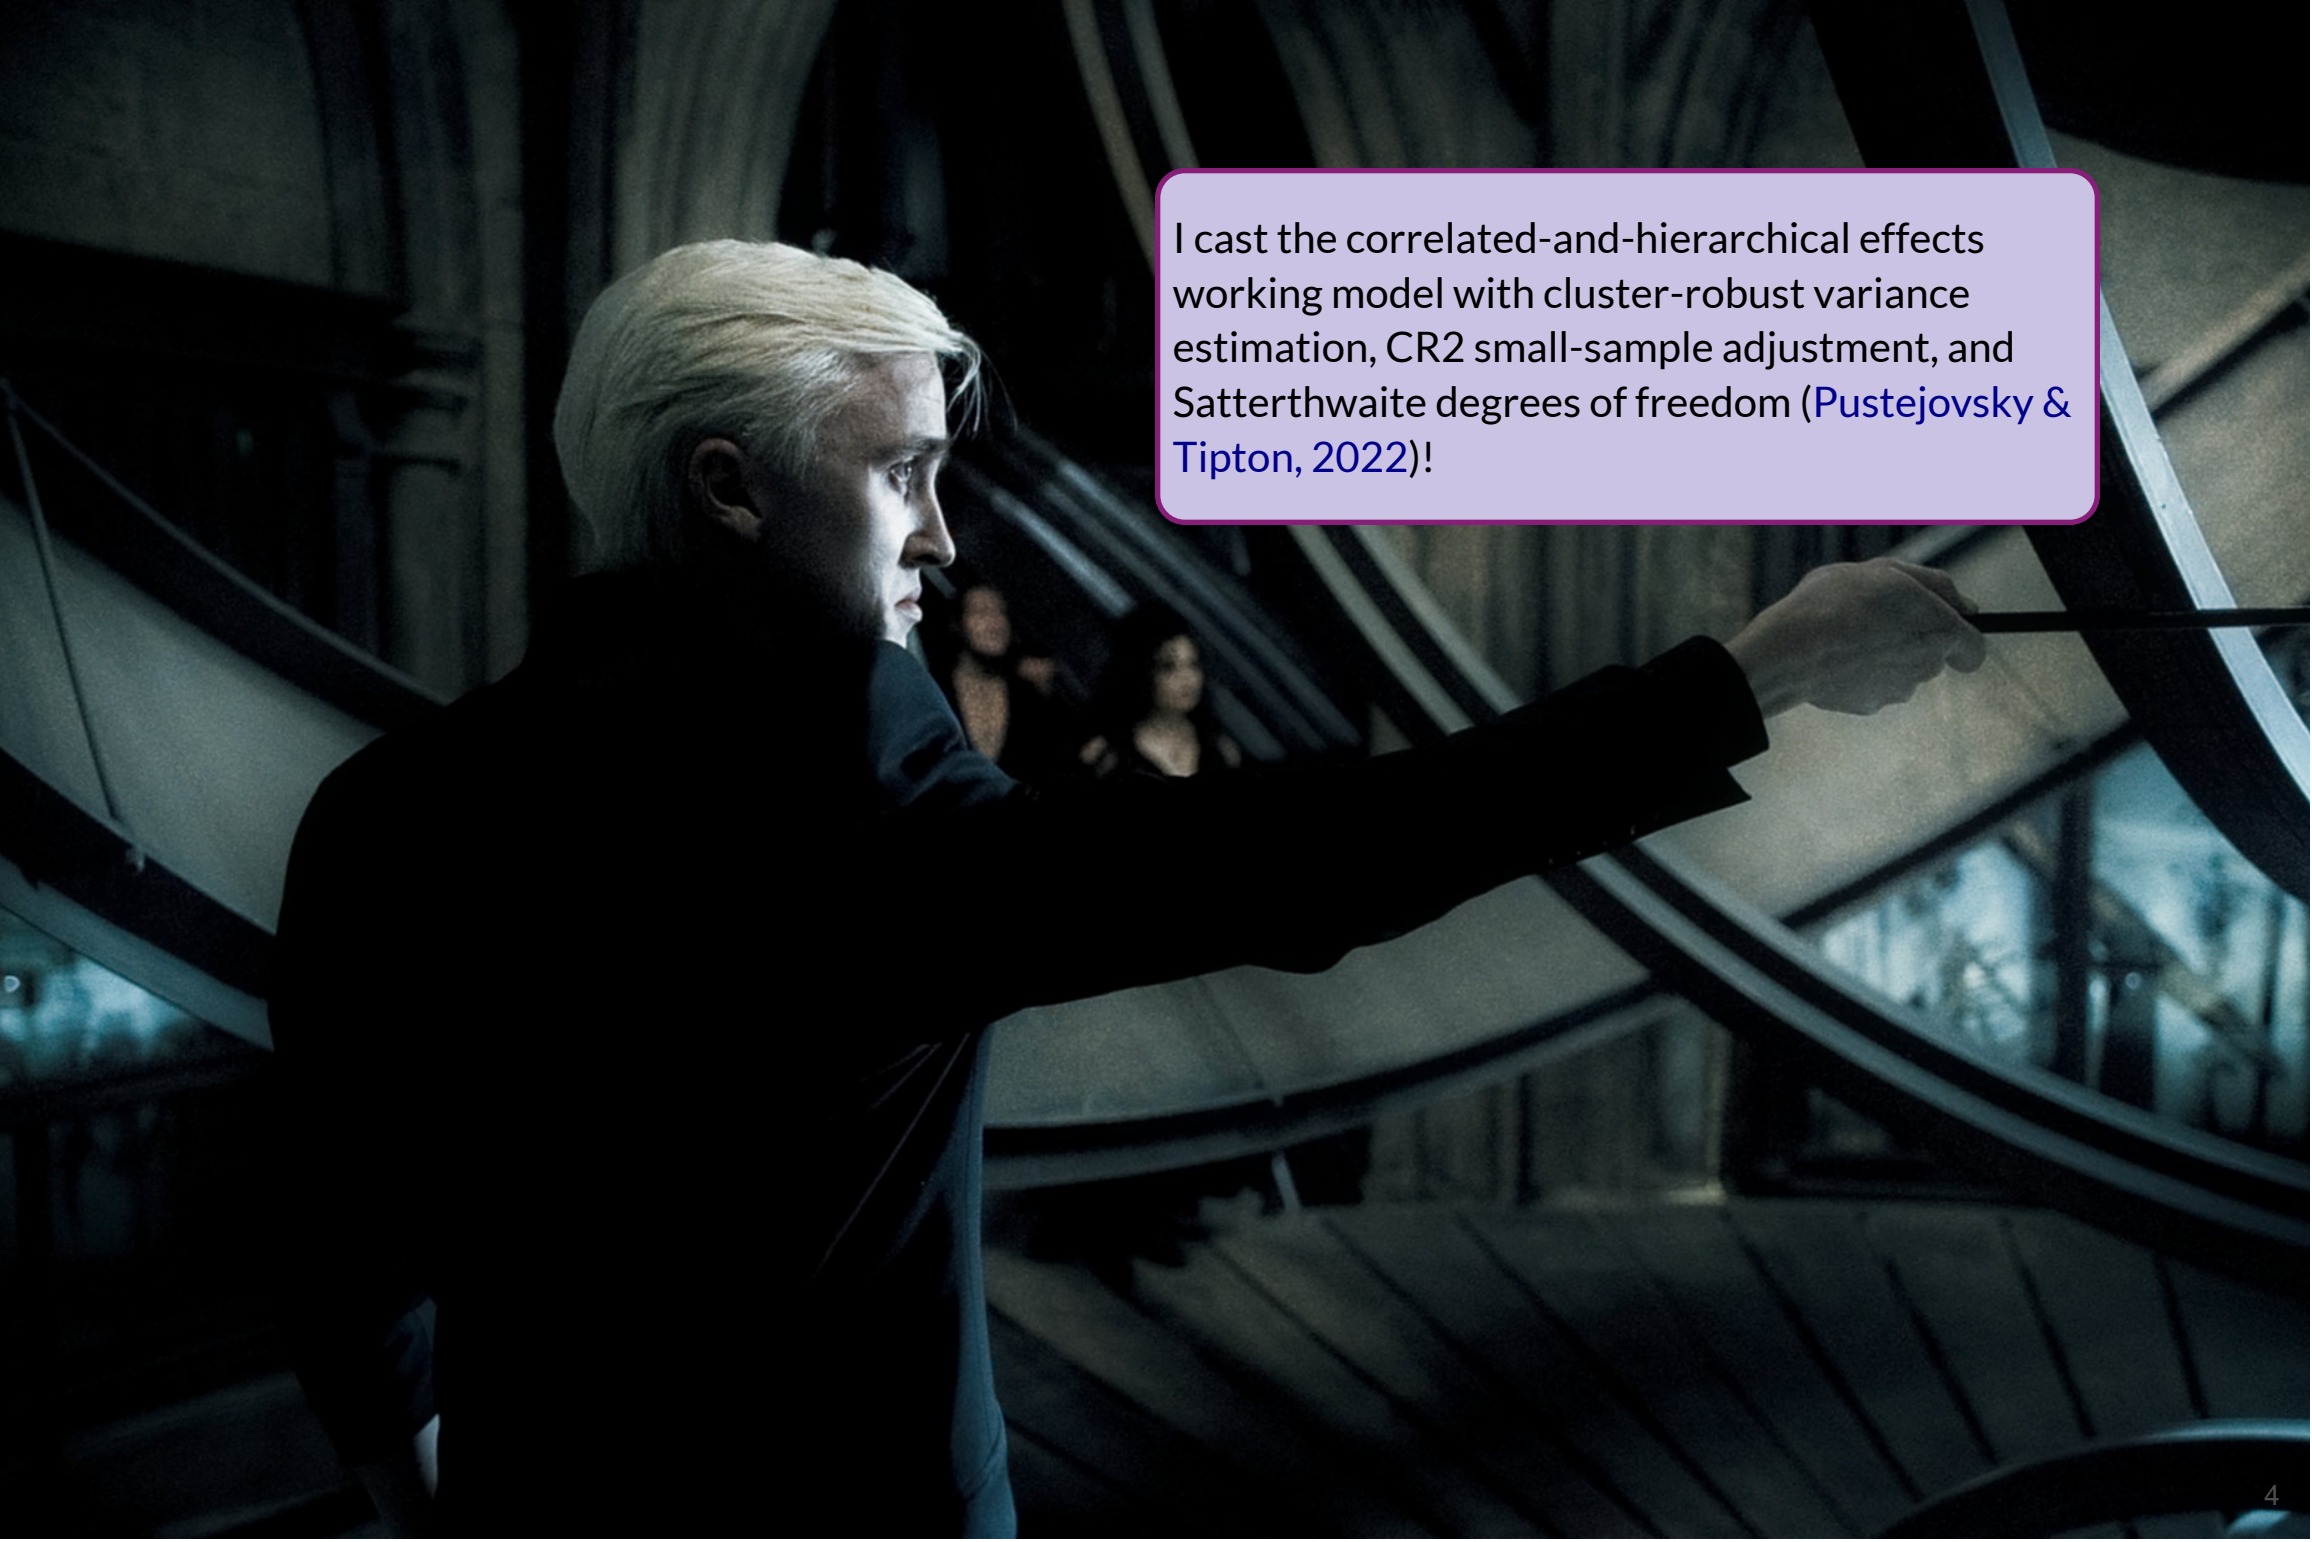 I cast the correlated-and-hierarchical effects
working model with cluster-robust variance
estimation, CR2 small-sample adjustment, and
Satterthwaite degrees of freedom (Pustejovsky &
Tipton, 2022)!
4